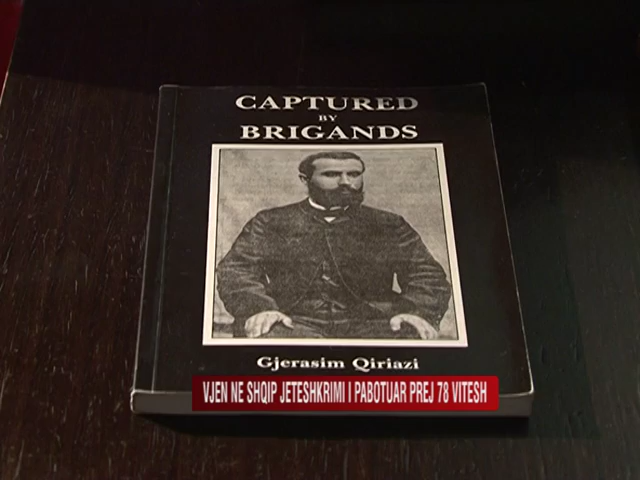 CAPTURED
BY
BRIGANDS
Gjerasim Qiriazi
VJEN NE SHQIP JETESHKRIMI I PABOTUAR PREJ 78 VITESH